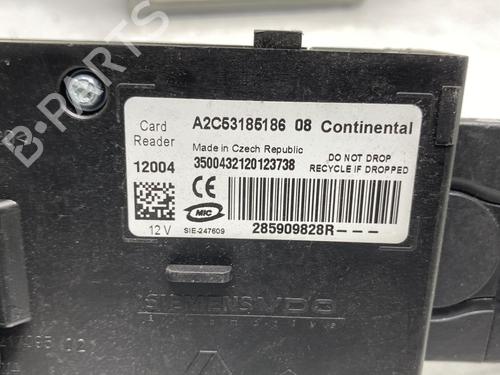 B-PARTS
Card Reader
A2C53185186 08 Continental
Made in Czech Republic
12004
3500432120123738
DO NOT DROP
RECYCLE IF DROPPED
CE
MIC
12 V
SIE-247609
285909828R---
SIEMENS VDO